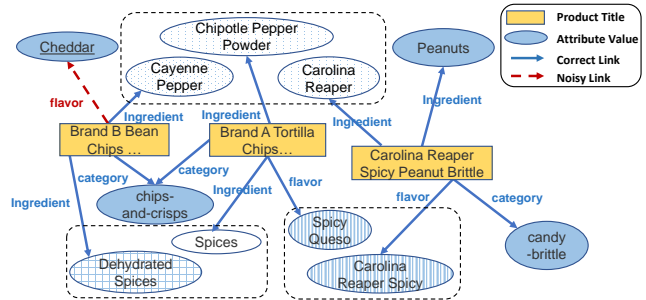 Cheddar
Chipotle Pepper
Powder
Cayenne
Pepper
Carolina
Reaper
Peanuts
Product Title
Attribute Value
Correct Link
Noisy Link
flavor
Ingredient
Ingredient
Ingredient
Ingredient
Brand B Bean
Chips ...
Brand A Tortilla
Chips...
Carolina Reaper
Spicy Peanut Brittle
category
category
Ingredient
Ingredient
flavor
flavor
category
chips-
and-crisps
Spices
Dehydrated
Spices
Spicy
Queso
Carolina
Reaper Spicy
candy
-brittle